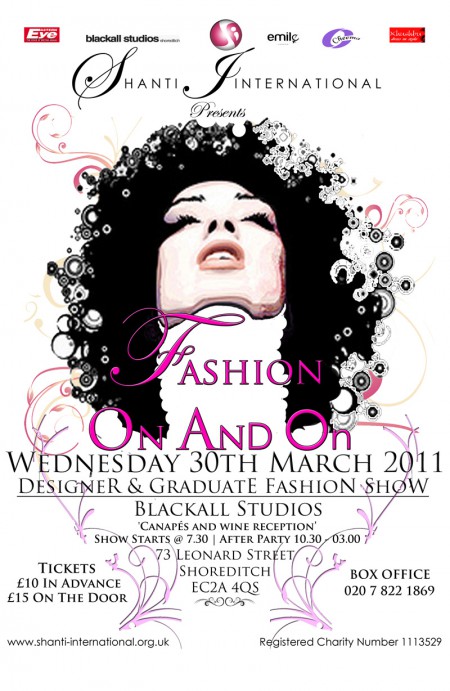 Eye
blackall studios shoreditch
emile
Cheema
Khushbu
Shanti International
Presents
Fashion
On And On
Wednesday 30th March 2011
Designer & Graduate Fashion Show
Blackall Studios
'Canapés and wine reception'
Show Starts @ 7.30 | After Party 10.30 - 03.00
73 Leonard Street
Shoreditch
EC2A 4QS
Tickets
£10 In Advance
£15 On The Door
BOX OFFICE
020 7 822 1869
www.shanti-international.org.uk
Registered Charity Number 1113529